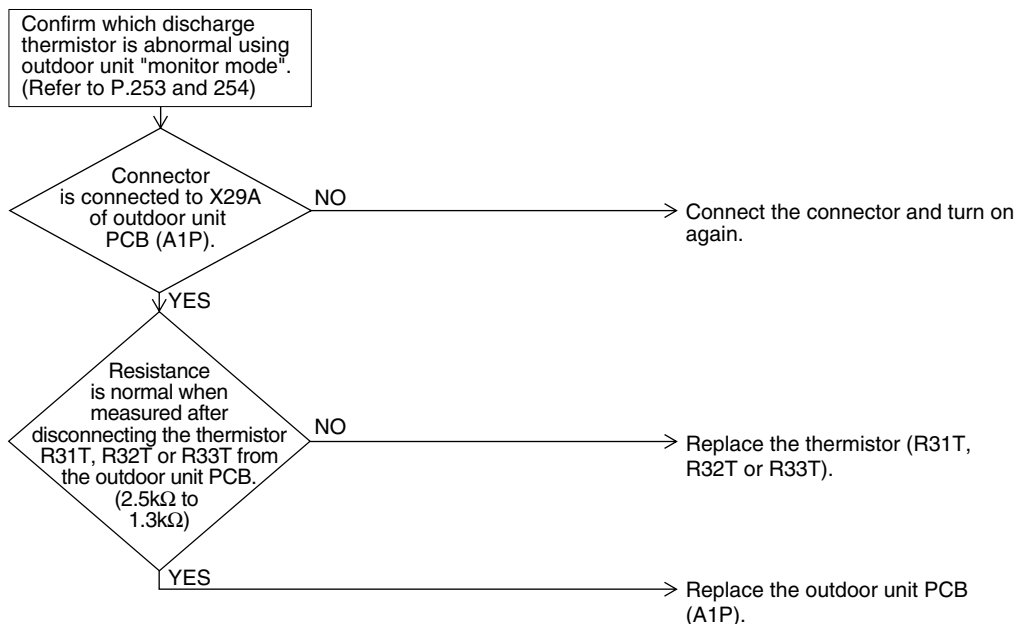 Confirm which discharge
thermistor is abnormal using
outdoor unit "monitor mode".
(Refer to P.253 and 254)
Connector
is connected to X29A
of outdoor unit
PCB (A1P).
NO
Connect the connector and turn on
again.
YES
Resistance
is normal when
measured after
disconnecting the thermistor
R31T, R32T or R33T from
the outdoor unit PCB.
(2.5kΩ to
1.3kΩ)
NO
Replace the thermistor (R31T,
R32T or R33T).
YES
Replace the outdoor unit PCB
(A1P).